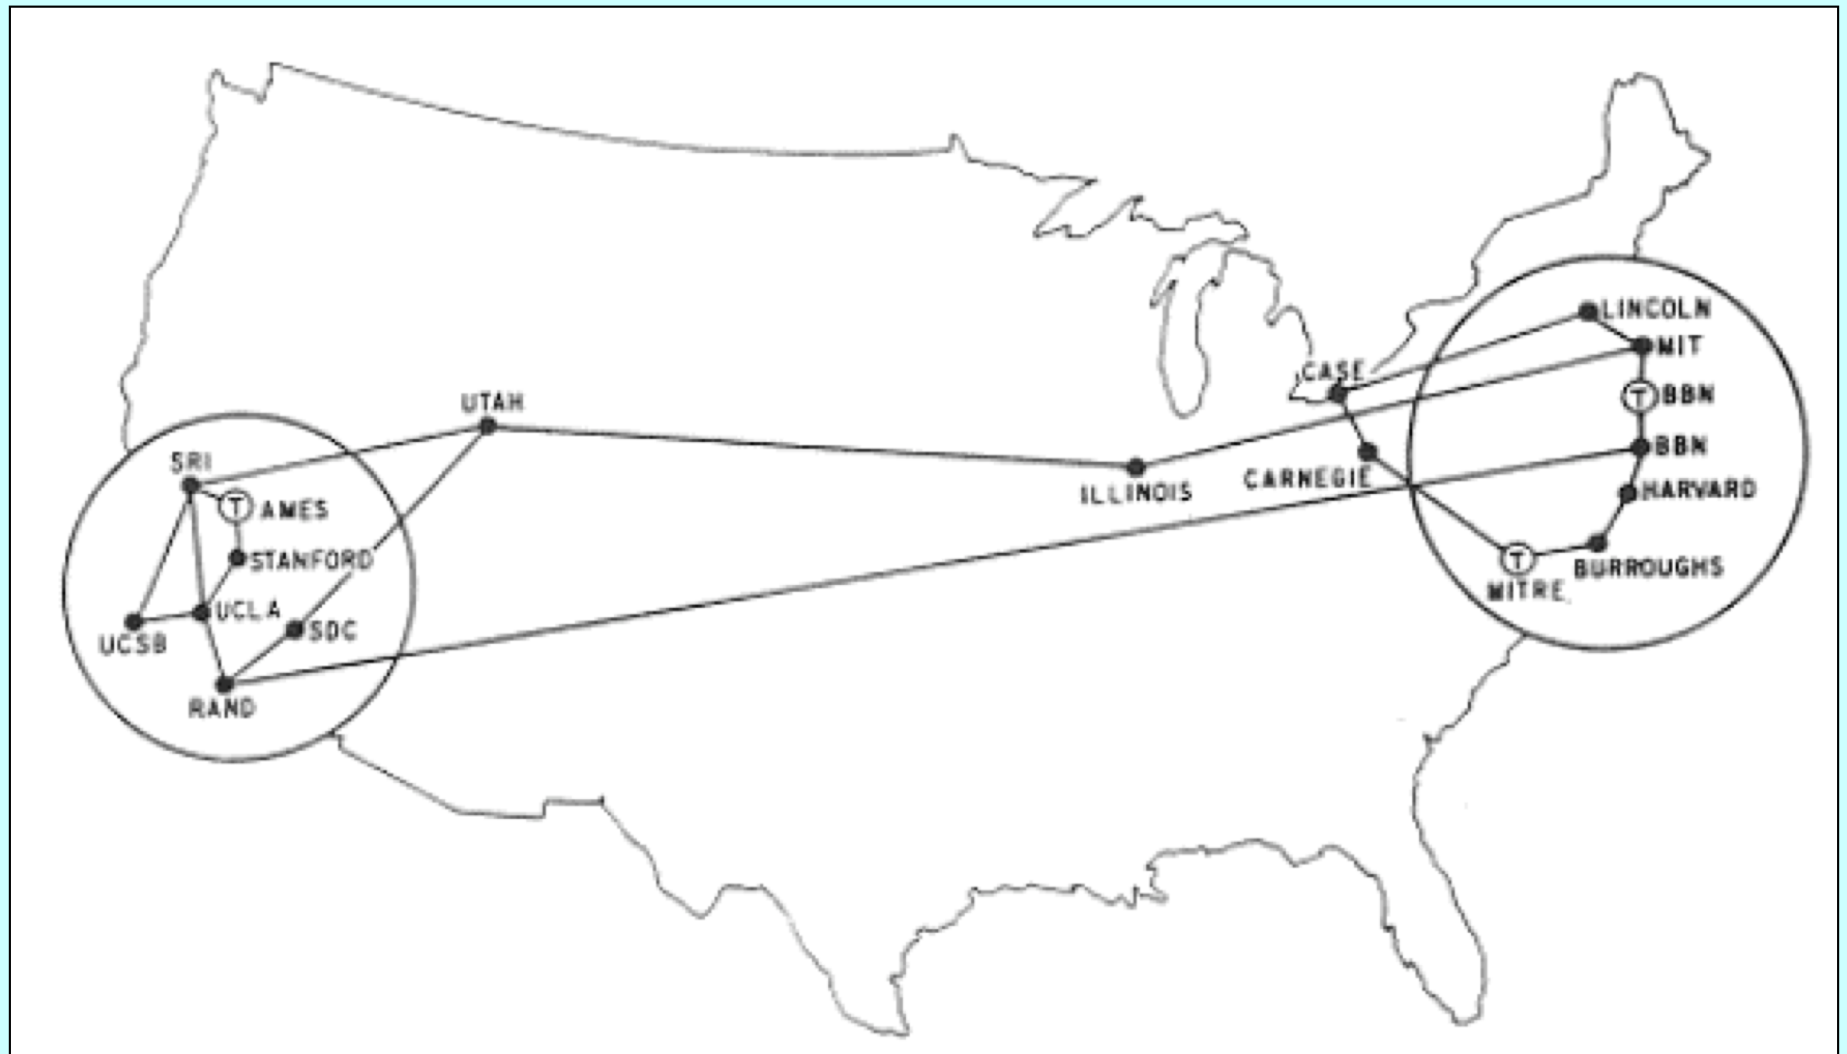 LINCOLN
MIT
CASE
T BBN
UTAH
BBN
SRI
CARNEGIE
ILLINOIS
HARVARD
T AMES
STANFORD
T
MITRE
BURROUGHS
UCLA
SDC
UCSB
RAND